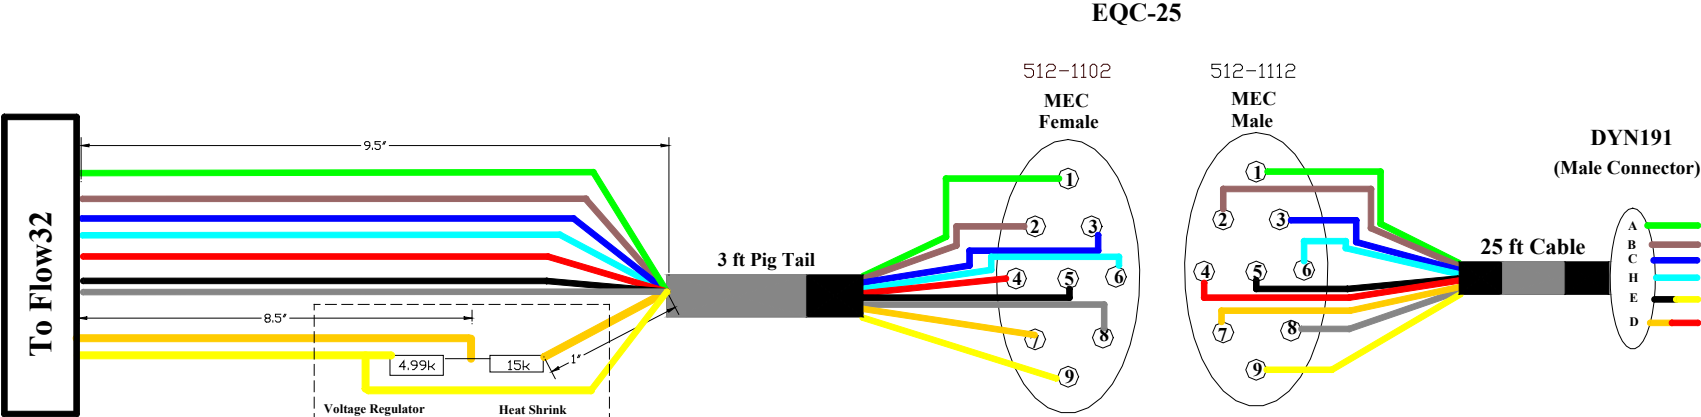 EQC-25
512-1102
512-1112
MEC
Female
MEC
Male
DYN191
(Male Connector)
To Flow32
9.5"
8.5"
1"
4.99k
15k
Voltage Regulator
Heat Shrink
3 ft Pig Tail
1
2
3
4
5
6
7
8
9
1
2
3
4
5
6
7
8
9
25 ft Cable
A
B
C
H
E
D